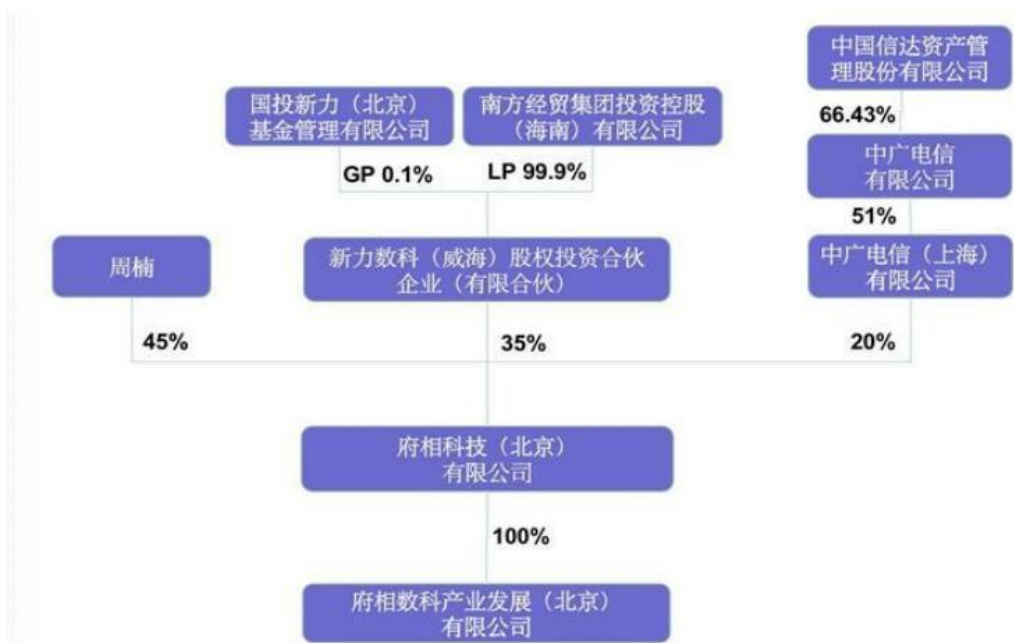 中国信达资产管
理股份有限公司
国投新力（北京）
基金管理有限公司
南方经贸集团投资控股
（海南）有限公司
66.43%
中广电信
有限公司
GP 0.1%
LP 99.9%
51%
周楠
新力数科（威海）股权投资合伙
企业（有限合伙）
中广电信（上海）
有限公司
45%
35%
20%
府相科技（北京）
有限公司
100%
府相数科产业发展（北京）
有限公司